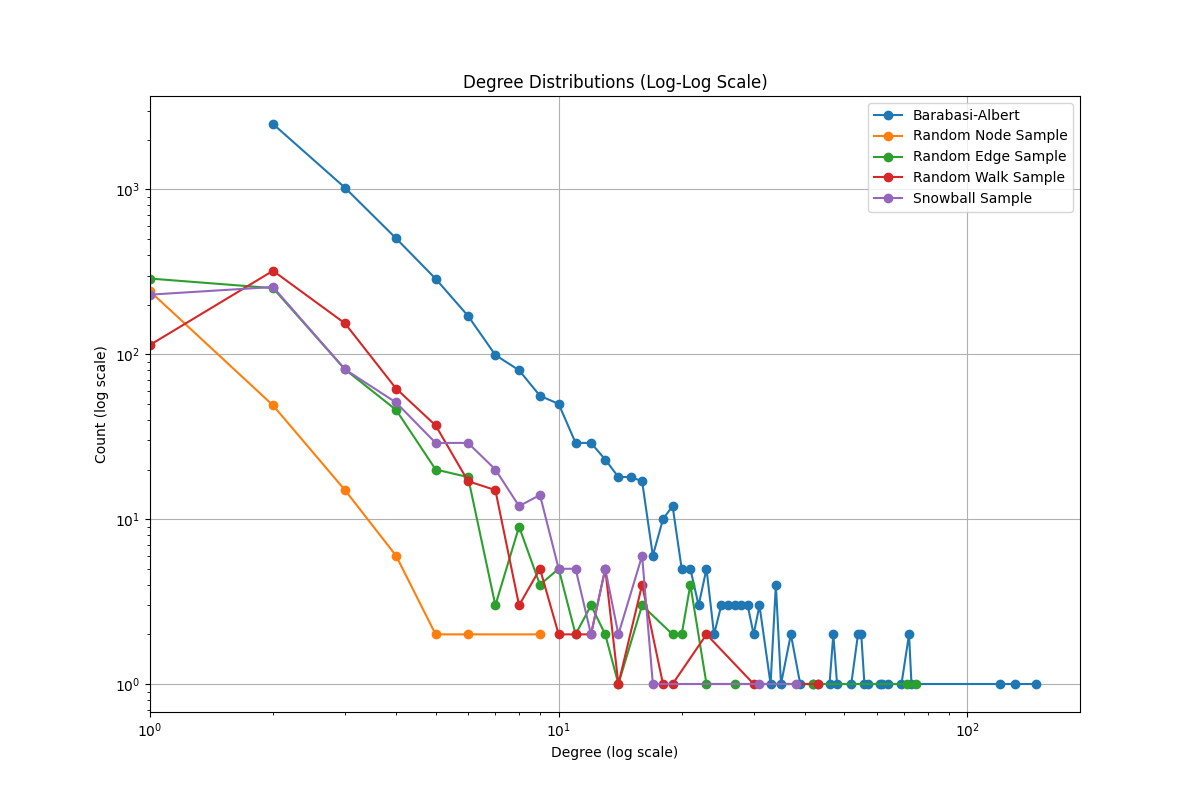 Degree Distributions (Log-Log Scale)
Barabasi-Albert
Random Node Sample
Random Edge Sample
Random Walk Sample
Snowball Sample
Count (log scale)
10³
10²
10¹
10⁰
10⁰ 10¹ 10²
Degree (log scale)